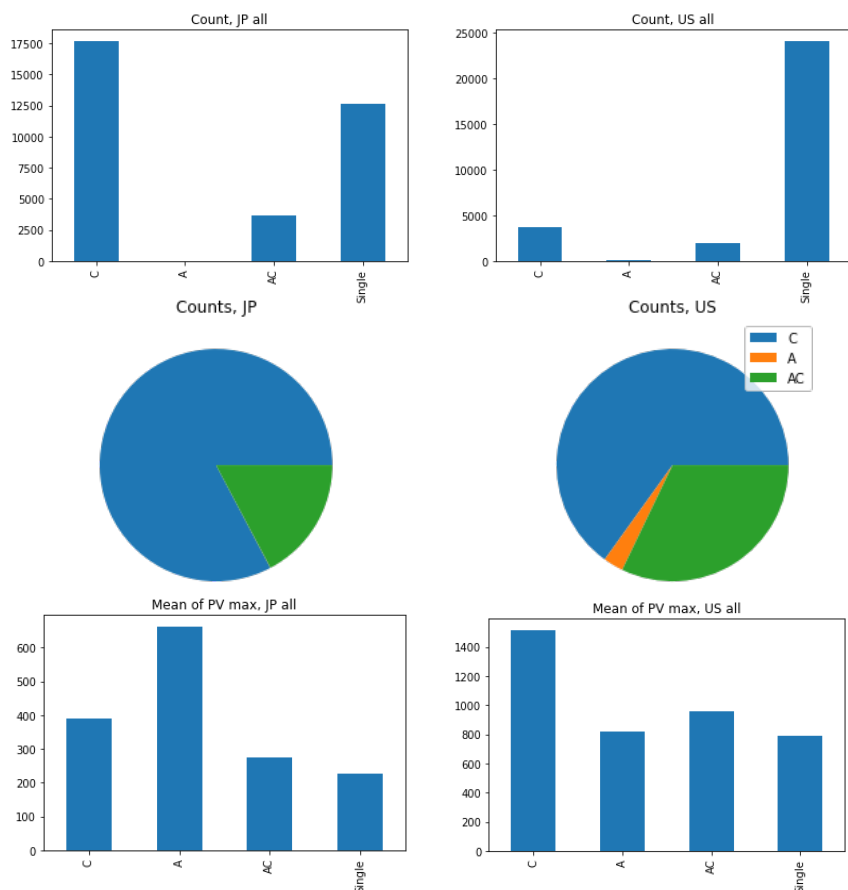 Count, JP all
17500
15000
12500
10000
7500
5000
2500
0
C
A
AC
Single
Count, US all
25000
20000
15000
10000
5000
0
C
A
AC
Single
Counts, JP
Counts, US
C
A
AC
Mean of PV max, JP all
600
500
400
300
200
100
0
C
A
AC
Single
Mean of PV max, US all
1400
1200
1000
800
600
400
200
0
C
A
AC
Single